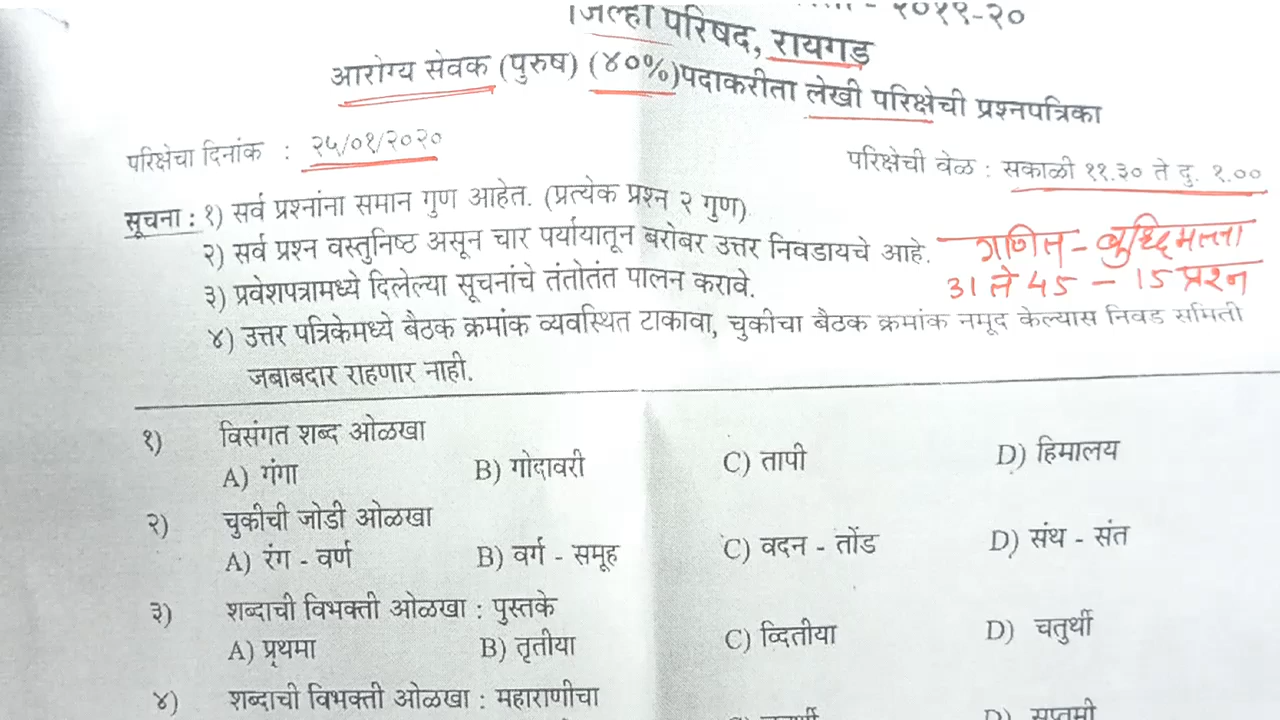 - २०१९-२०
जिल्हा परिषद, रायगड
आरोग्य सेवक (पुरुष) (४०%)पदाकरीता लेखी परिक्षेची प्रश्नपत्रिका
परिक्षेचा दिनांक : २५/०१/२०२० परिक्षेची वेळ : सकाळी ११.३० ते दु. १.००
सूचना : १) सर्व प्रश्नांना समान गुण आहेत. (प्रत्येक प्रश्न २ गुण)
२) सर्व प्रश्न वस्तुनिष्ठ असून चार पर्यायातून बरोबर उत्तर निवडायचे आहे.
गणित - बुध्दिमत्ता
३) प्रवेशपत्रामध्ये दिलेल्या सूचनांचे तंतोतंत पालन करावे.
31 ते 45 - 15 प्रश्न
४) उत्तर पत्रिकेमध्ये बैठक क्रमांक व्यवस्थित टाकावा, चुकीचा बैठक क्रमांक नमूद केल्यास निवड समिती
जबाबदार राहणार नाही.
१) विसंगत शब्द ओळखा
A) गंगा B) गोदावरी C) तापी D) हिमालय
२) चुकीची जोडी ओळखा
A) रंग - वर्ण B) वर्ग - समूह C) वदन - तोंड D) संथ - संत
३) शब्दाची विभक्ती ओळखा : पुस्तके
A) प्रथमा B) तृतीया C) व्दितीया D) चतुर्थी
४) शब्दाची विभक्ती ओळखा : महाराणीचा
D) सप्तमी